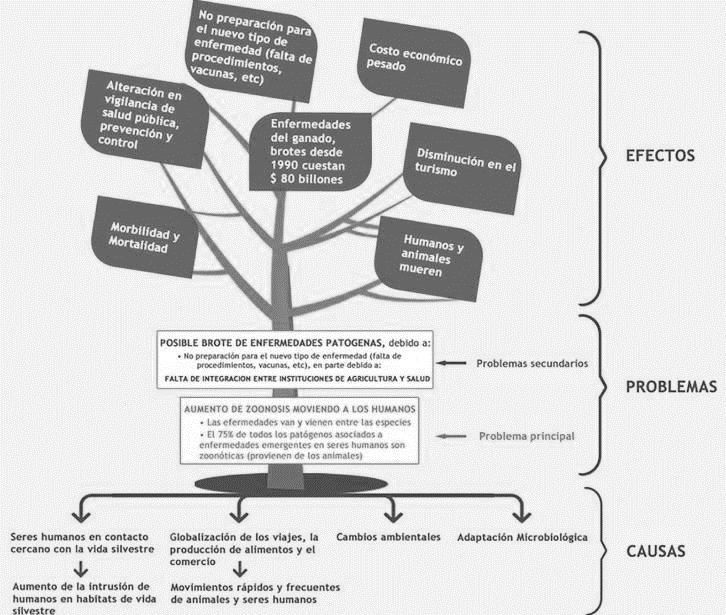 No preparación para
el nuevo tipo de
enfermedad (falta de
procedimientos,
vacunas, etc)
Costo económico
pesado
Alteración en
vigilancia de
salud pública,
prevención y
control
Enfermedades
del ganado,
brotes desde
1990 cuestan
$ 80 billones
Disminución en el
turismo
Morbilidad y
Mortalidad
Humanos y
animales
mueren
EFECTOS
POSIBLE BROTE DE ENFERMEDADES PATOGENAS, debido a:
• No preparación para el nuevo tipo de enfermedad (falta de
procedimientos, vacunas, etc), en parte debido a:
FALTA DE INTEGRACION ENTRE INSTITUCIONES DE AGRICULTURA Y SALUD
Problemas secundarios
AUMENTO DE ZOONOSIS MOVIENDO A LOS HUMANOS
• Las efermedades van y vienen entre las especies
• El 75% de todos los patógenos asociados a
enfermedades emergentes en seres humanos son
zoonóticas (provienen de los animales)
Problema principal
PROBLEMAS
Seres humanos en contacto
cercano con la vida silvestre
Globalización de los viajes, la
producción de alimentos y el
comercio
Cambios ambientales
Adaptación Microbiológica
Aumento de la intrusión de
humanos en habitats de vida
silvestre
Movimientos rápidos y frecuentes
de animales y seres humanos
CAUSAS